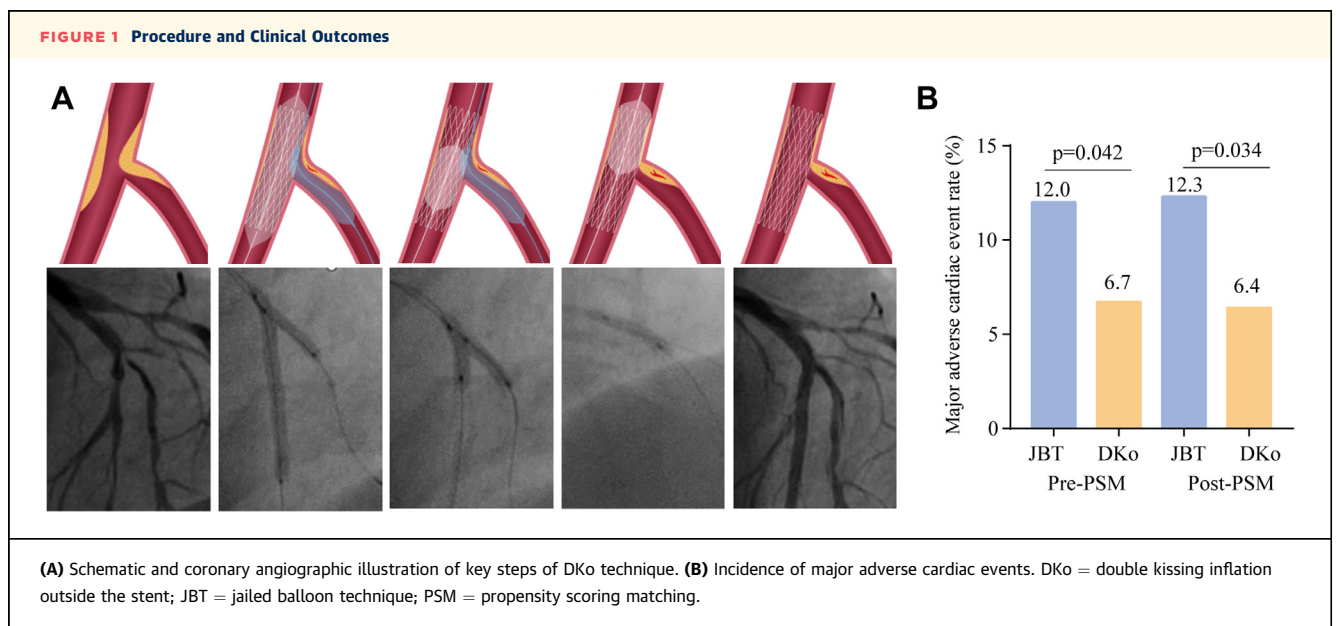 FIGURE 1 Procedure and Clinical Outcomes
A
B
Major adverse cardiac event rate (%)
15
10
5
0
p=0.042
p=0.034
12.0
6.7
12.3
6.4
JBT DKo JBT DKo
Pre-PSM Post-PSM
(A) Schematic and coronary angiographic illustration of key steps of DKo technique. (B) Incidence of major adverse cardiac events. DKo = double kissing inflation
outside the stent; JBT = jailed balloon technique; PSM = propensity scoring matching.